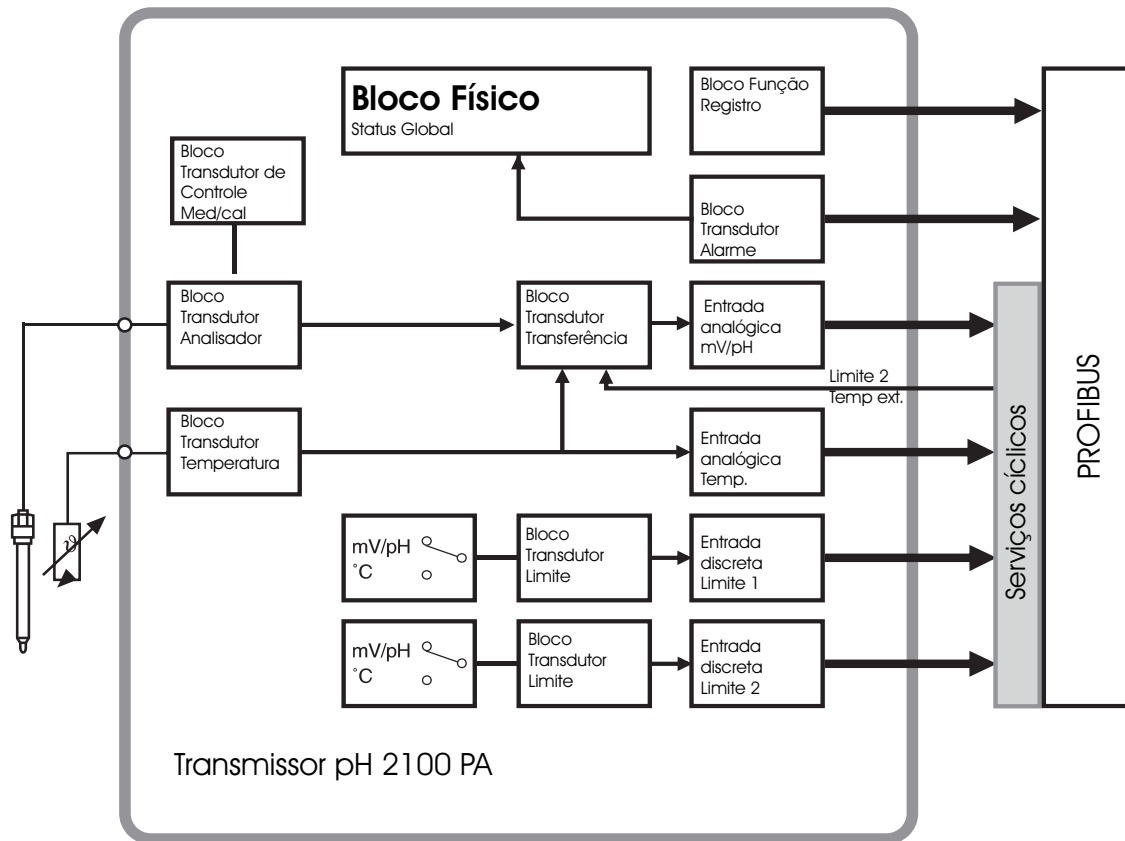 Bloco Físico
Status Global
Bloco Função
Registro
Bloco
Transdutor de
Controle
Med/cal
Bloco
Transdutor
Alarme
Bloco
Transdutor
Analisador
Bloco
Transdutor
Transferência
Entrada
analógica
mV/pH
Limite 2
Temp ext.
Bloco
Transdutor
Temperatura
Entrada
analógica
Temp.
mV/pH
°C
Bloco
Transdutor
Limite
Entrada
discreta
Limite 1
mV/pH
°C
Bloco
Transdutor
Limite
Entrada
discreta
Limite 2
Serviços cíclicos
PROFIBUS
ϑ
Transmissor pH 2100 PA